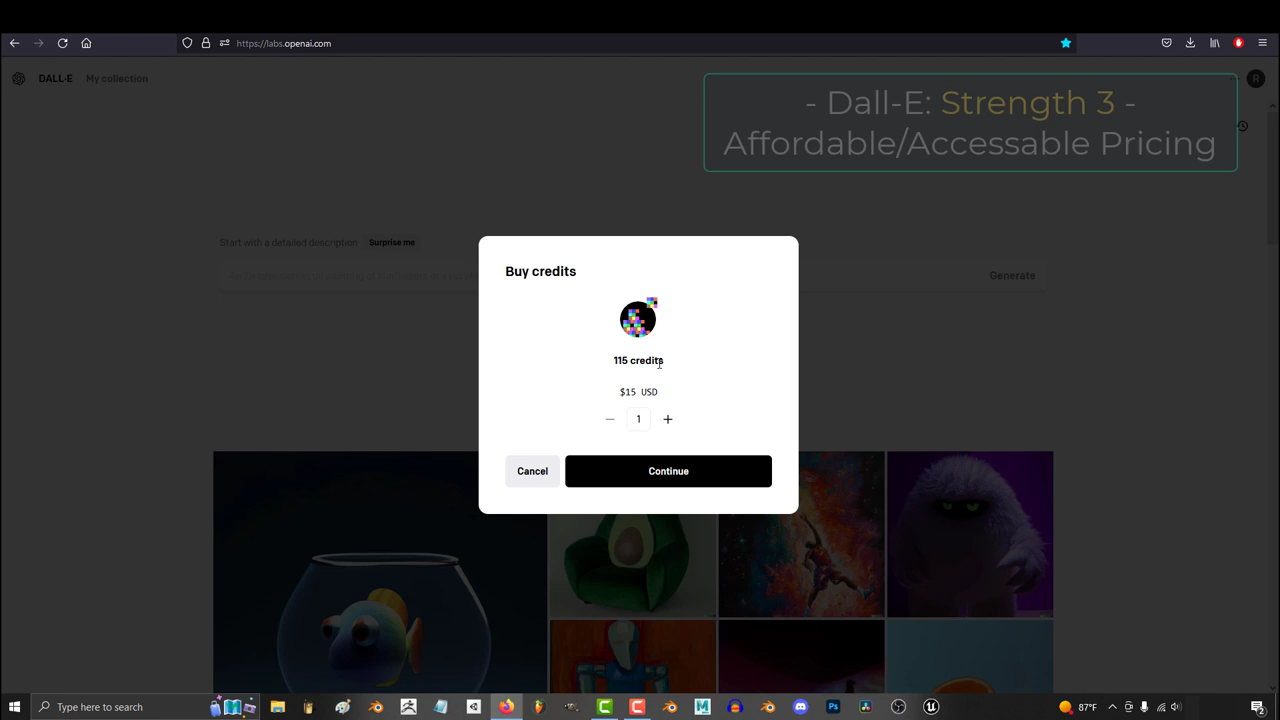 https://labs.openai.com
DALL·E
My collection
R
- Dall-E: Strength 3 -
Affordable/Accessable Pricing
Start with a detailed description
Surprise me
Generate
Buy credits
115 credits
$15 USD
1
Cancel
Continue
Type here to search
87°F
2